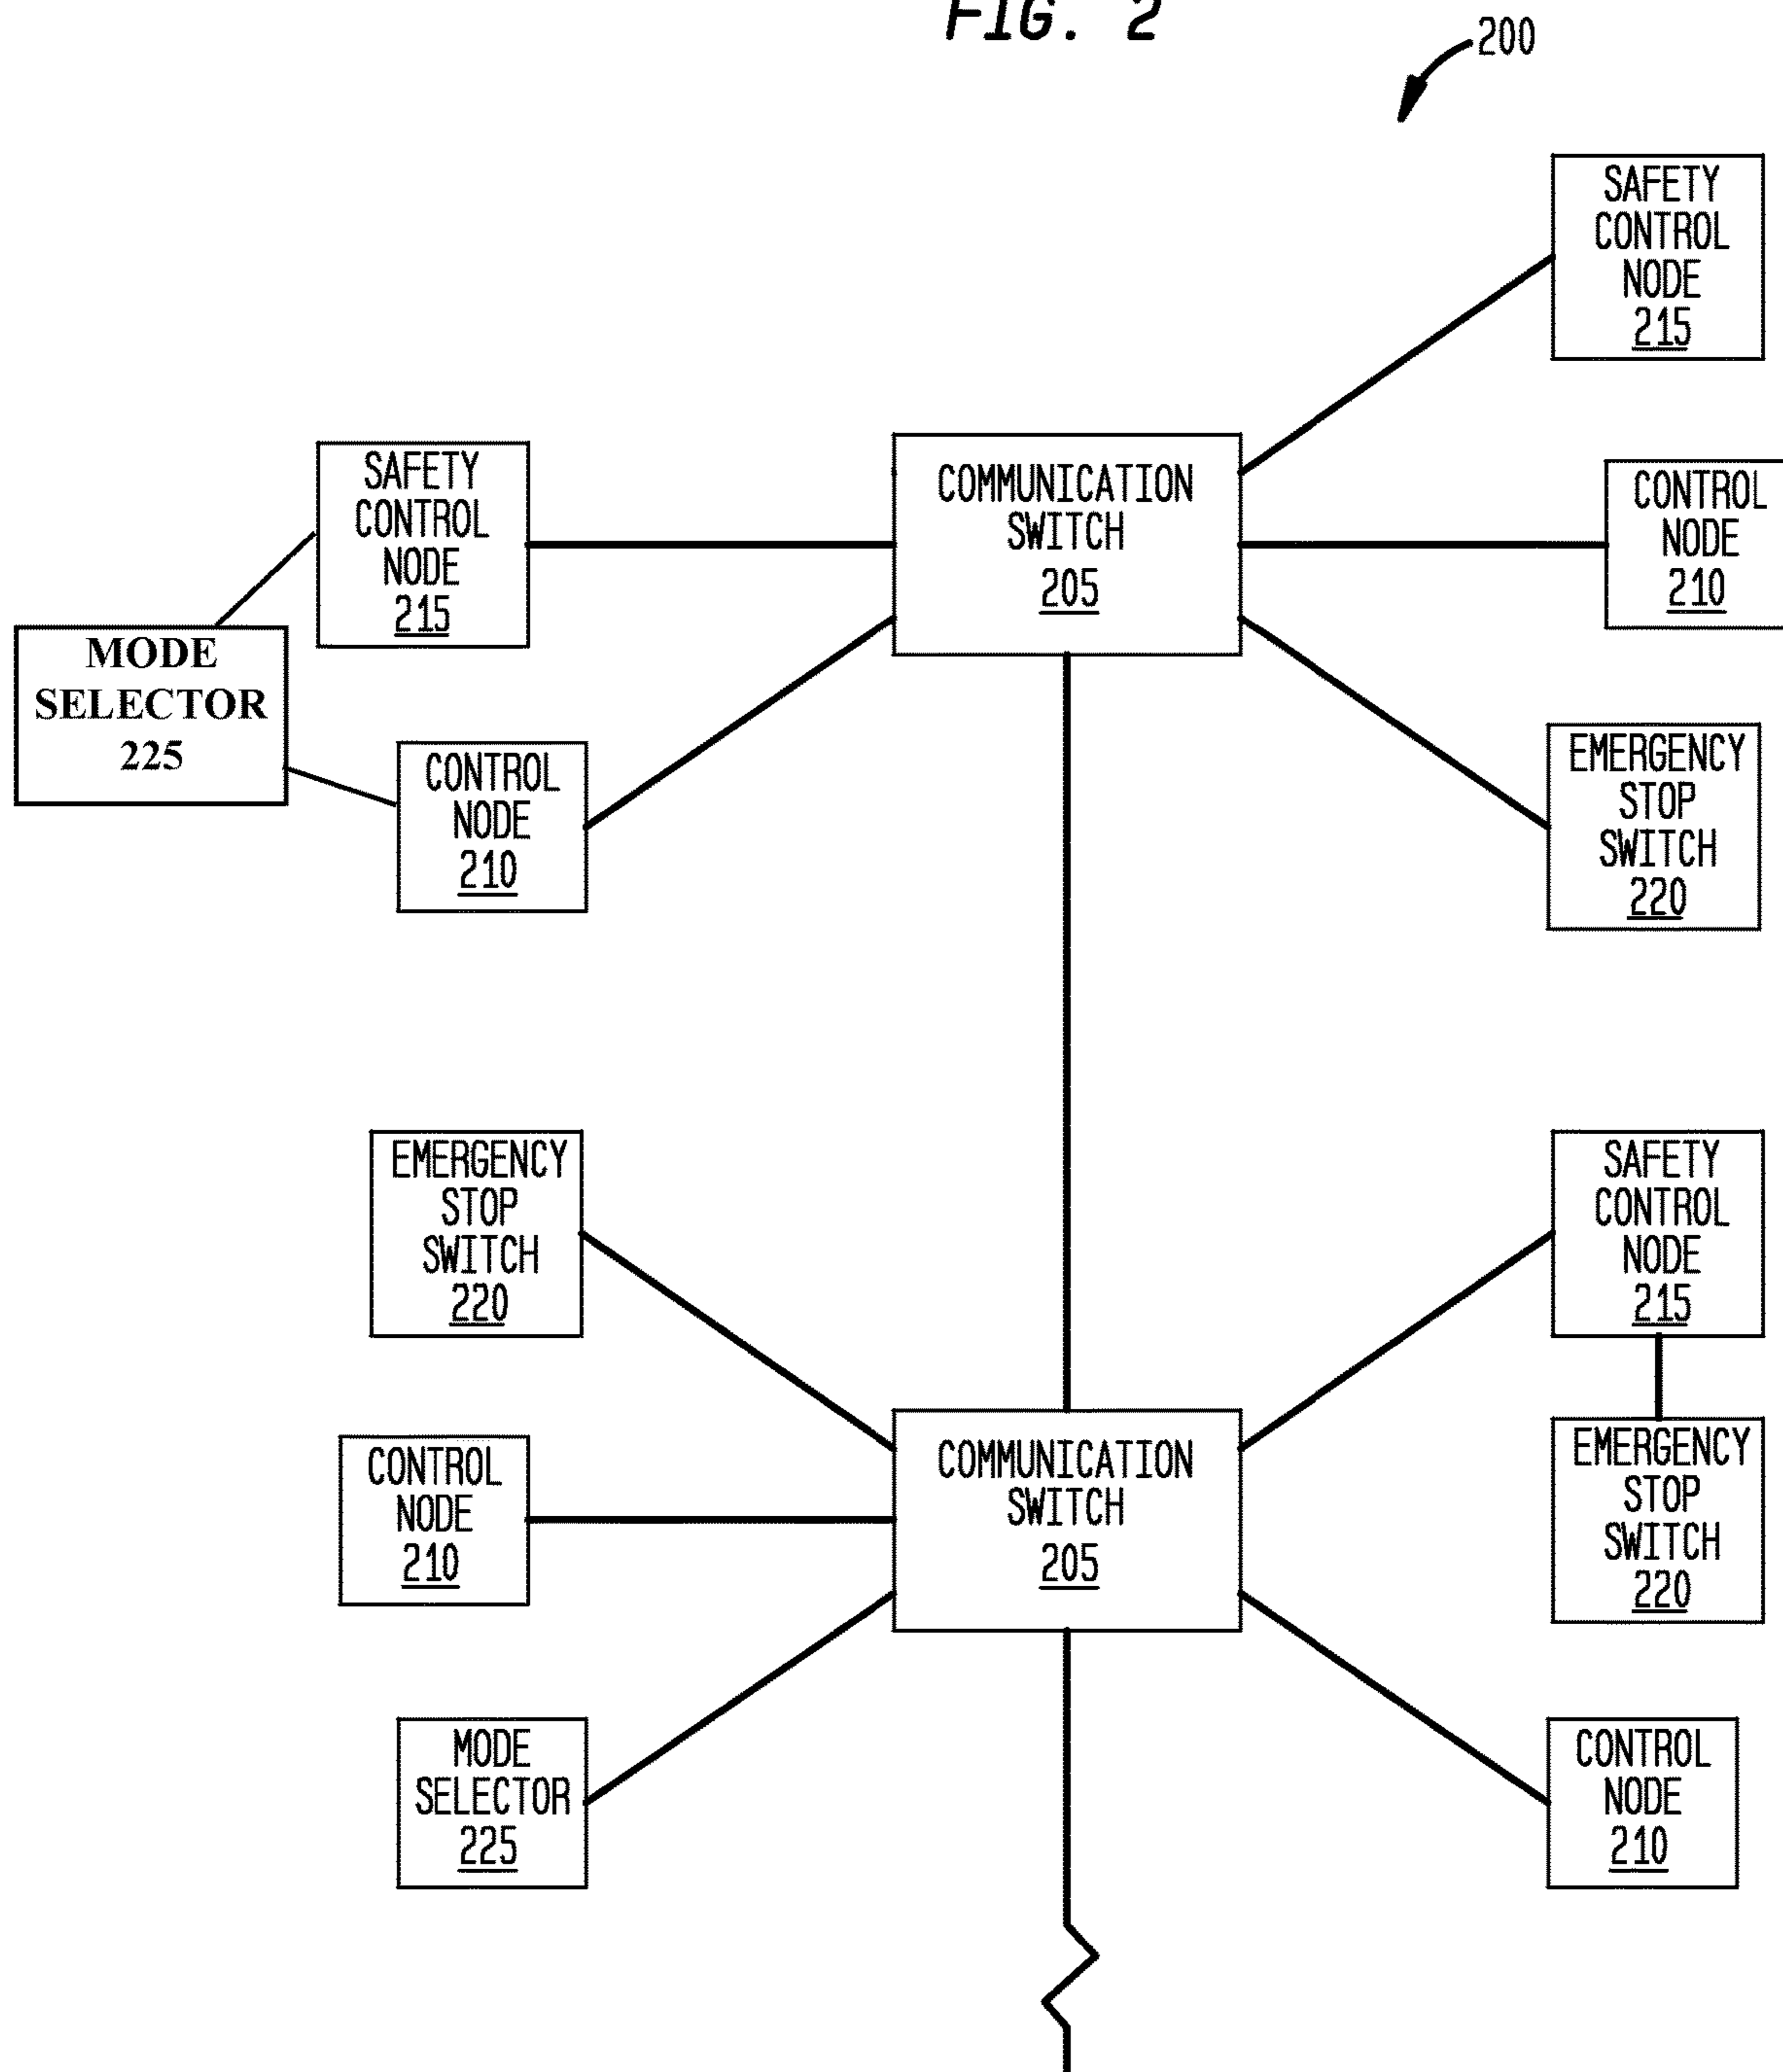 FIG. 2
200
SAFETY
CONTROL
NODE
215
SAFETY
CONTROL
NODE
215
COMMUNICATION
SWITCH
205
CONTROL
NODE
210
MODE
SELECTOR
225
CONTROL
NODE
210
EMERGENCY
STOP
SWITCH
220
EMERGENCY
STOP
SWITCH
220
SAFETY
CONTROL
NODE
215
CONTROL
NODE
210
COMMUNICATION
SWITCH
205
EMERGENCY
STOP
SWITCH
220
MODE
SELECTOR
225
CONTROL
NODE
210